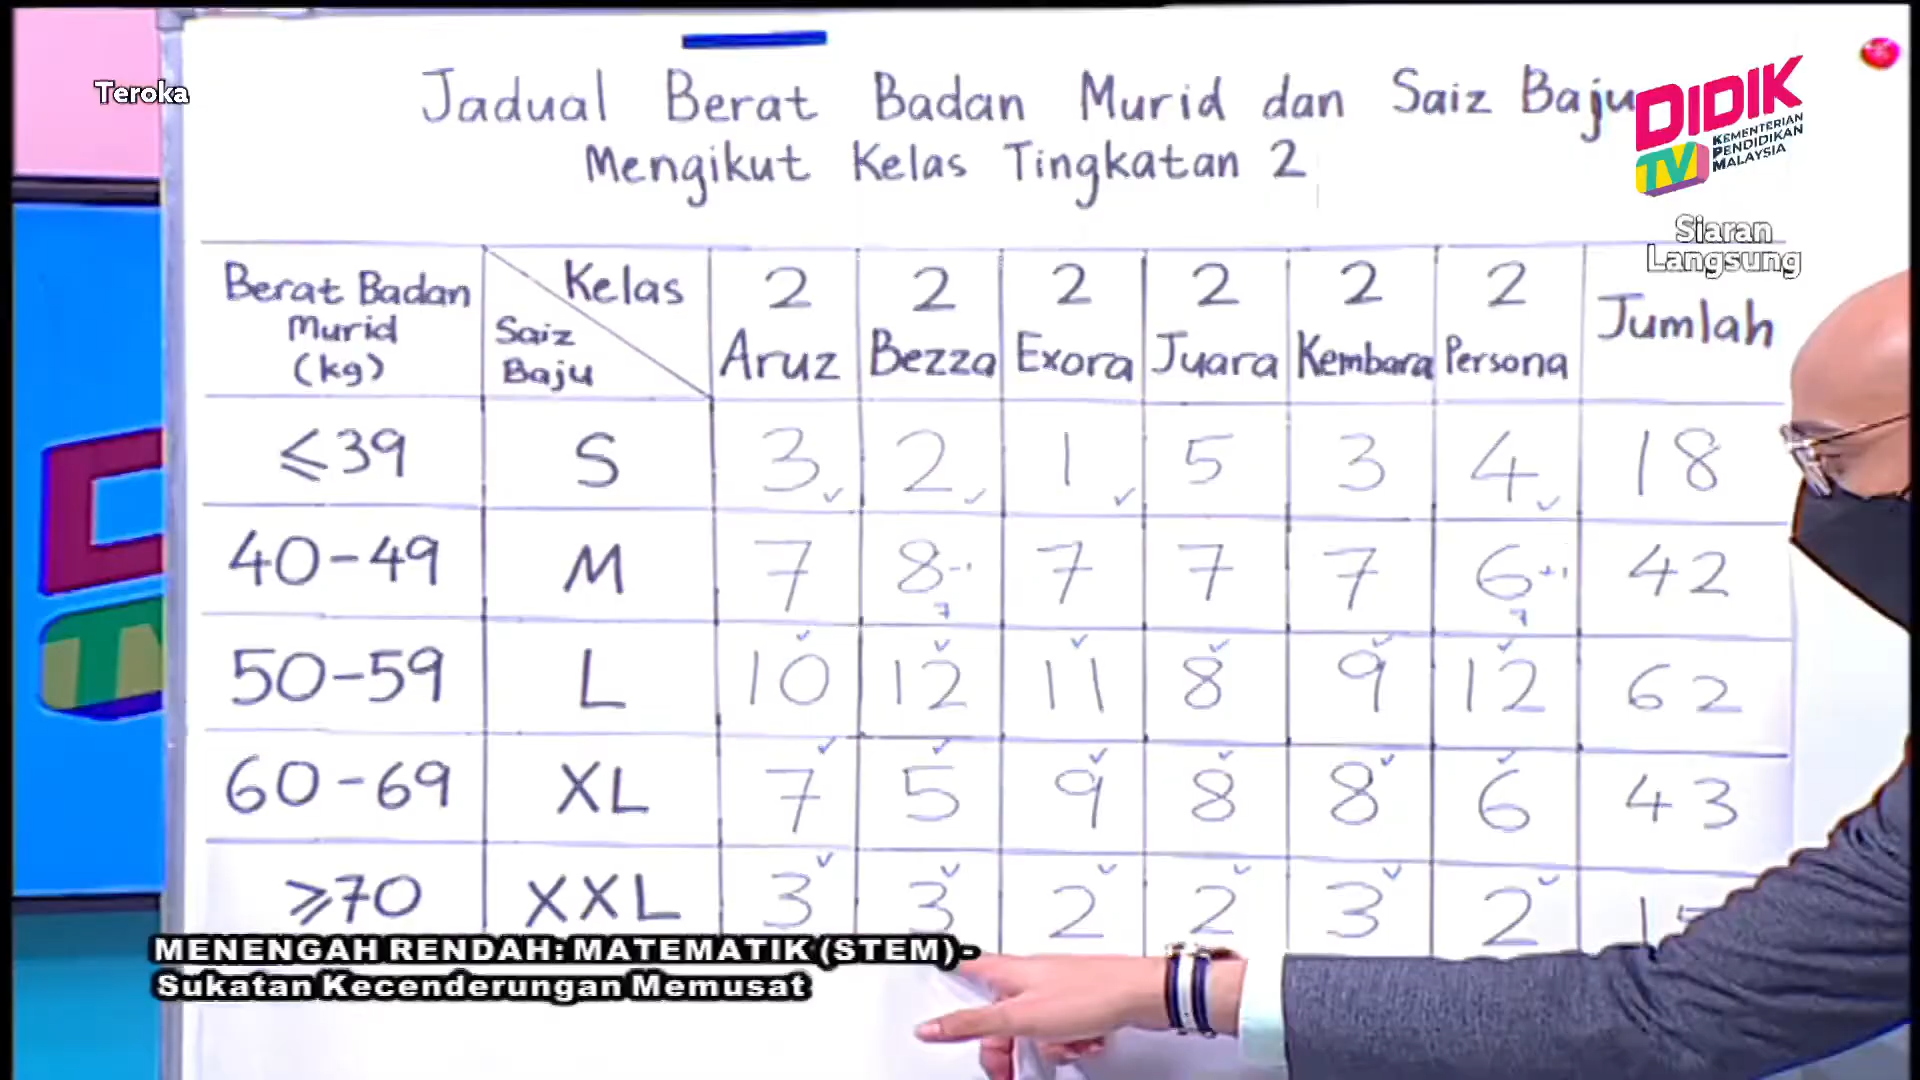 Teroka
Jadual Berat Badan Murid dan Saiz Baju
Mengikut Kelas Tingkatan 2
DIDIK
TV
KEMENTERIAN
PENDIDIKAN
MALAYSIA
Siaran
Langsung
Berat Badan
Murid
(kg)
Kelas
Saiz
Baju
2 Aruz
2 Bezza
2 Exora
2 Juara
2 Kembara
2 Persona
Jumlah
≤39 S 3 2 1 5 3 4 18
40-49 M 7 8-1 7 7 7 6+1 42
7 7
50-59 L 10 12 11 8 9 12 62
60-69 XL 7 5 9 8 8 6 43
≥70 XXL 3 3 2 2 3 2
MENENGAH RENDAH: MATEMATIK (STEM) -
Sukatan Kecenderungan Memusat